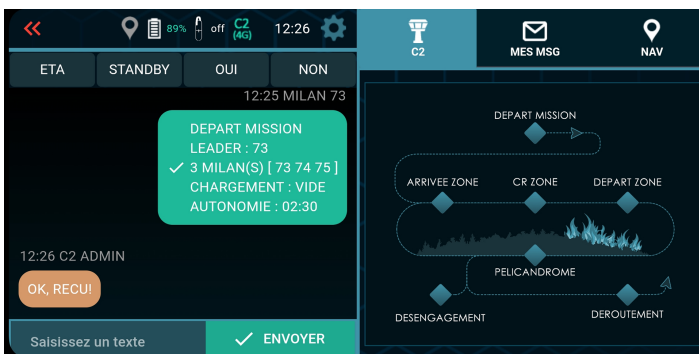 89%
off
C2
(4G)
12:26
ETA
STANDBY
OUI
NON
12:25 MILAN 73
DEPART MISSION
LEADER : 73
3 MILAN(S) [ 73 74 75 ]
CHARGEMENT : VIDE
AUTONOMIE : 02:30
12:26 C2 ADMIN
OK, RECU!
Saisissez un texte
ENVOYER
C2
MES MSG
NAV
DEPART MISSION
ARRIVEE ZONE
CR ZONE
DEPART ZONE
PELICANDROME
DESENGAGEMENT
DEROUTEMENT